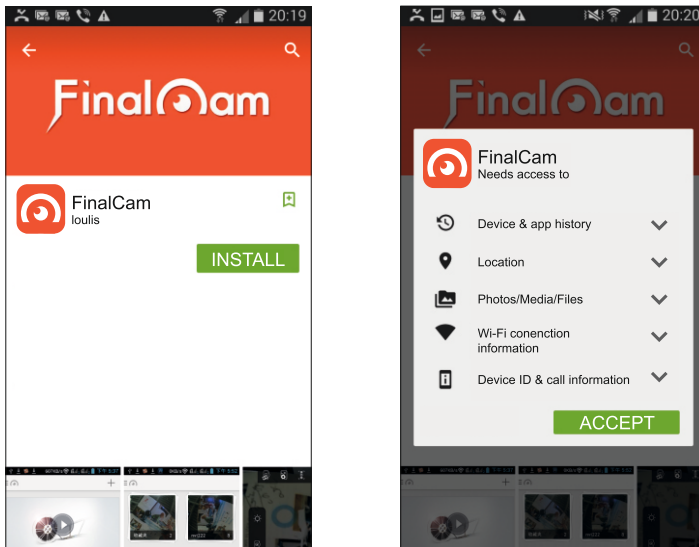 20:19
FinalCam
FinalCam
loulis
INSTALL
20:20
FinalCam
FinalCam
Needs access to
Device & app history
Location
Photos/Media/Files
Wi-Fi conenction
information
Device ID & call information
ACCEPT